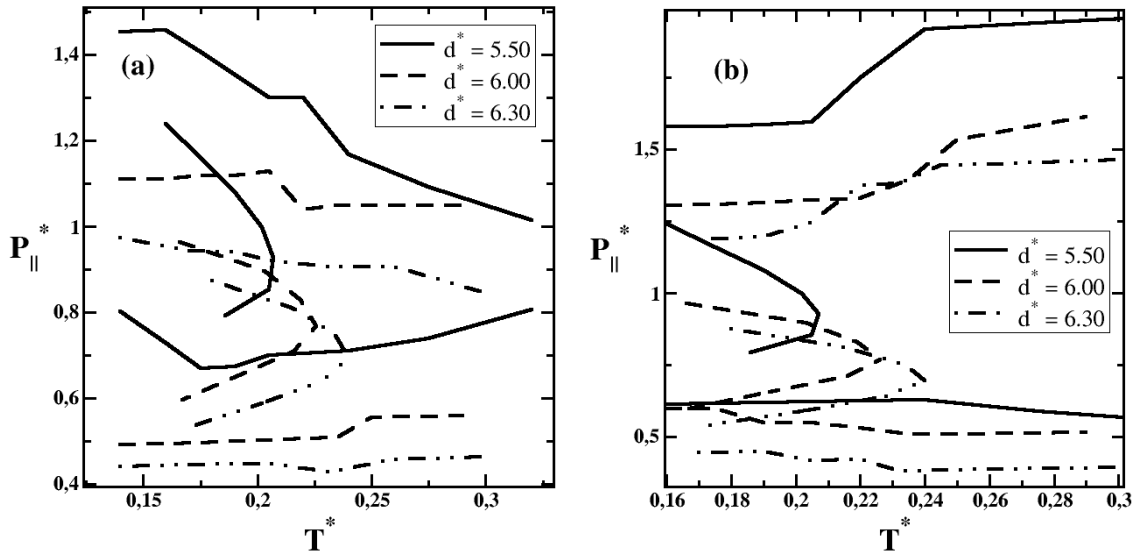 (a)
d* = 5.50
d* = 6.00
d* = 6.30
1,4
1,2
1
0,8
0,6
0,4
P||*
0,15
0,2
0,25
0,3
T*
(b)
d* = 5.50
d* = 6.00
d* = 6.30
1,5
1
0,5
P||*
0,16
0,18
0,2
0,22
0,24
0,26
0,28
0,3
T*